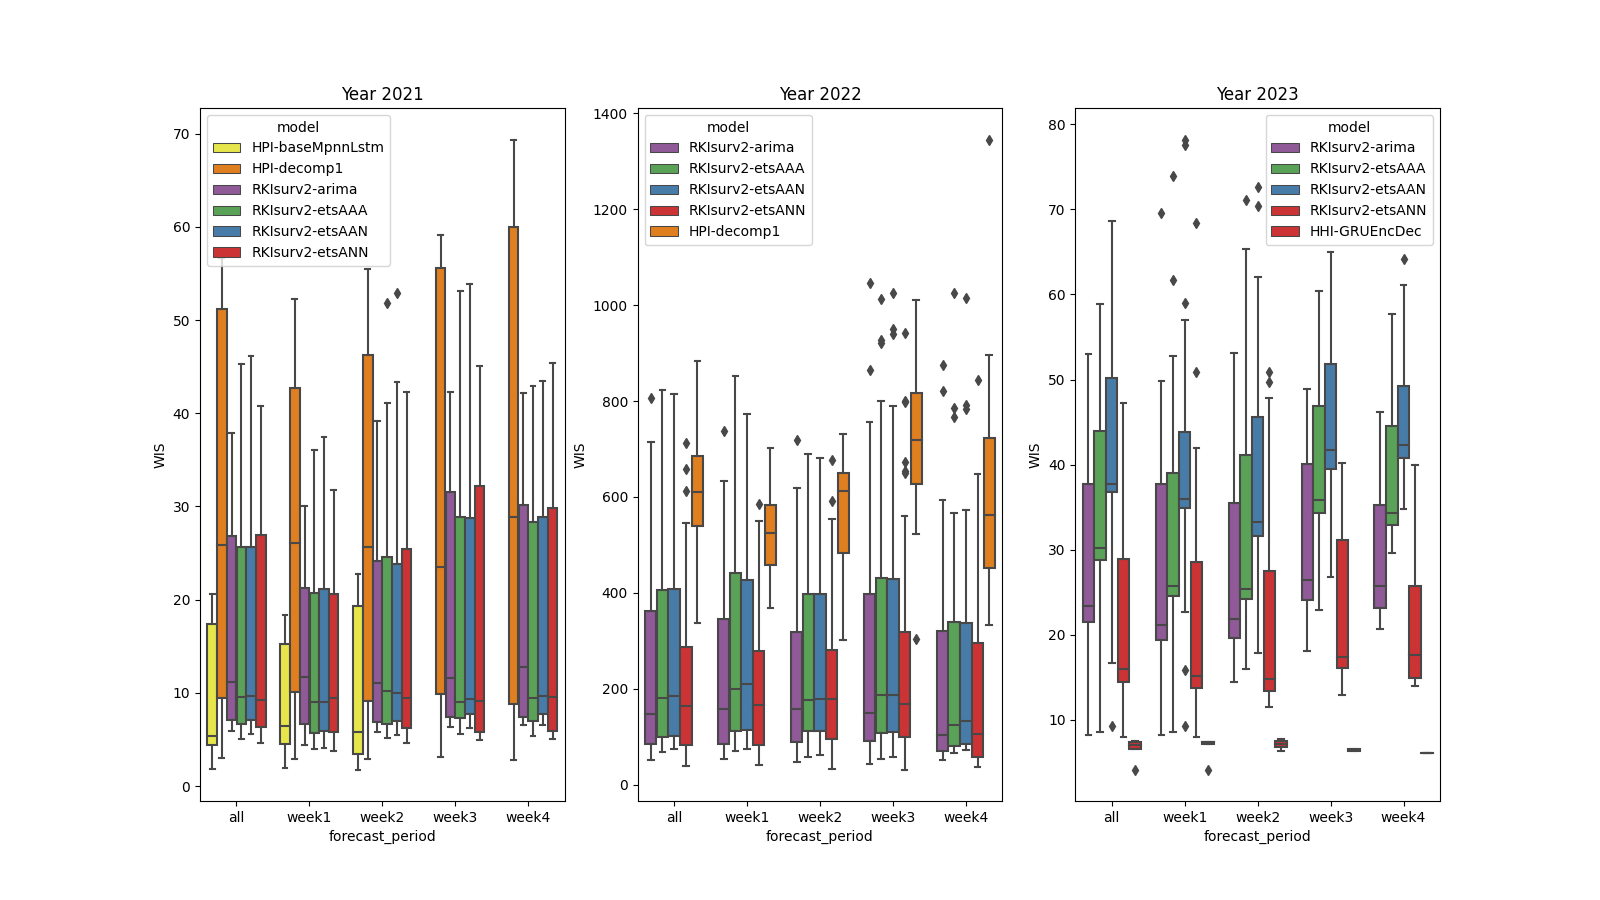 Year 2021
70
60
50
40
30
20
10
0
WIS
model
HPI-baseMpnnLstm
HPI-decomp1
RKIsurv2-arima
RKIsurv2-etsAAA
RKIsurv2-etsAAN
RKIsurv2-etsANN
all week1 week2 week3 week4
forecast_period
Year 2022
1400
1200
1000
800
600
400
200
0
WIS
model
RKIsurv2-arima
RKIsurv2-etsAAA
RKIsurv2-etsAAN
RKIsurv2-etsANN
HPI-decomp1
all week1 week2 week3 week4
forecast_period
Year 2023
80
70
60
50
40
30
20
10
WIS
model
RKIsurv2-arima
RKIsurv2-etsAAA
RKIsurv2-etsAAN
RKIsurv2-etsANN
HHI-GRUEncDec
all week1 week2 week3 week4
forecast_period